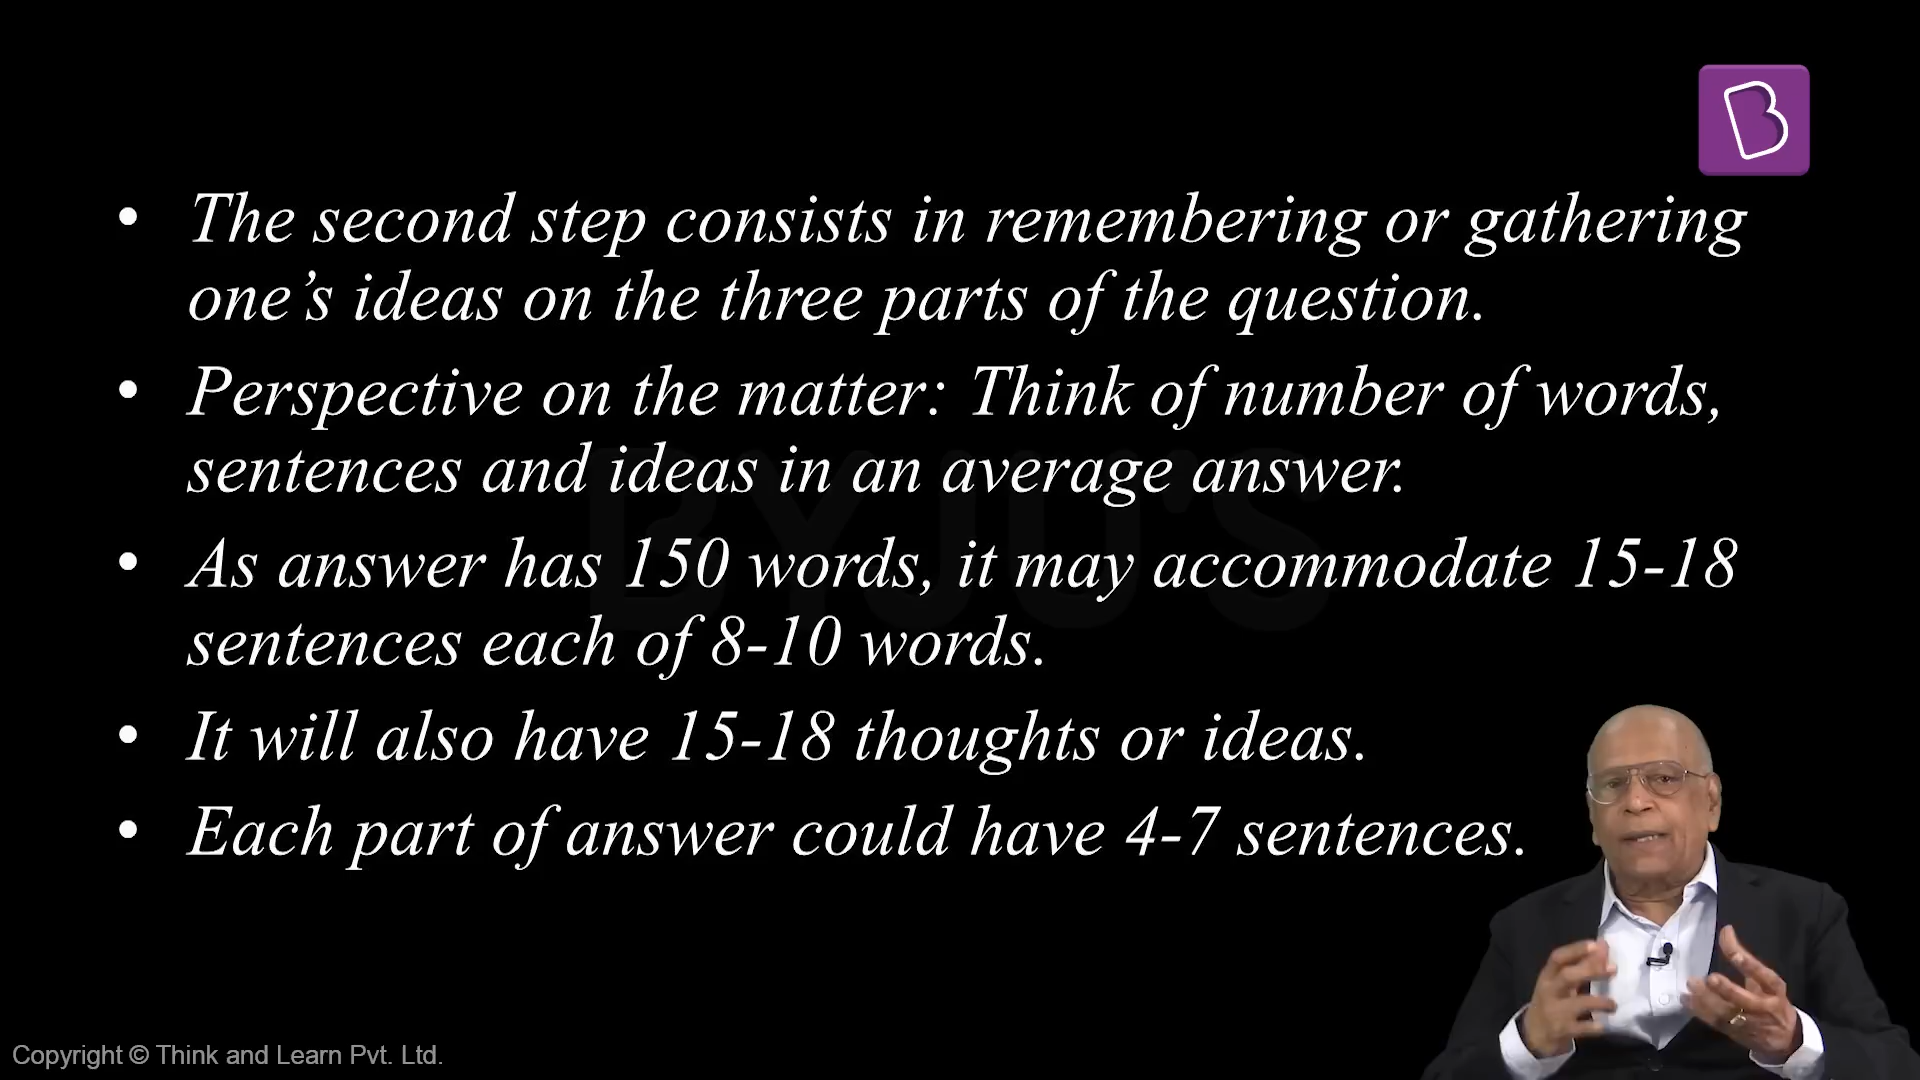 • The second step consists in remembering or gathering
one’s ideas on the three parts of the question.
• Perspective on the matter: Think of number of words,
sentences and ideas in an average answer.
• As answer has 150 words, it may accommodate 15-18
sentences each of 8-10 words.
• It will also have 15-18 thoughts or ideas.
• Each part of answer could have 4-7 sentences.
BYJU'S
B
Copyright © Think and Learn Pvt. Ltd.